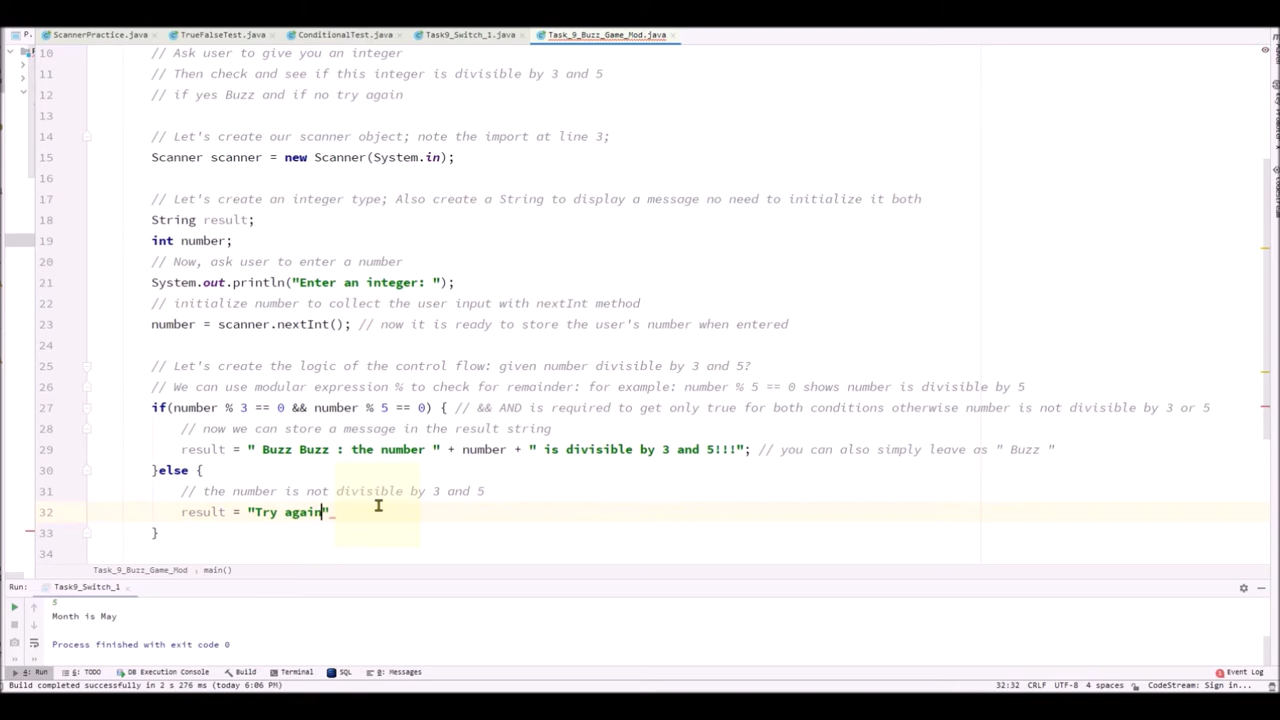 P.
ScannerPractice.java
TrueFalseTest.java
ConditionalTest.java
Task9_Switch_1.java
Task_9_Buzz_Game_Mod.java
10 // Ask user to give you an integer
11 // Then check and see if this integer is divisible by 3 and 5
12 // if yes Buzz and if no try again
13
14 // Let's create our scanner object; note the import at line 3;
15 Scanner scanner = new Scanner(System.in);
16
17 // Let's create an integer type; Also create a String to display a message no need to initialize it both
18 String result;
19 int number;
20 // Now, ask user to enter a number
21 System.out.println("Enter an integer: ");
22 // initialize number to collect the user input with nextInt method
23 number = scanner.nextInt(); // now it is ready to store the user's number when entered
24
25 // Let's create the logic of the control flow: given number divisible by 3 and 5?
26 // We can use modular expression % to check for remainder: for example: number % 5 == 0 shows number is divisible by 5
27 if(number % 3 == 0 && number % 5 == 0) { // && AND is required to get only true for both conditions otherwise number is not divisible by 3 or 5
28 // now we can store a message in the result string
29 result = " Buzz Buzz : the number " + number + " is divisible by 3 and 5!!!"; // you can also simply leave as " Buzz "
30 }else {
31 // the number is not divisible by 3 and 5
32 result = "Try again"
33 }
34
Task_9_Buzz_Game_Mod › main()
Run: Task9_Switch_1
5
Month is May
Process finished with exit code 0
4: Run 6: TODO DB Execution Console Build Terminal SQL 0: Messages Event Log
Build completed successfully in 2 s 276 ms (today 6:06 PM) 32:32 CRLF UTF-8 4 spaces CodeStream: Sign in...